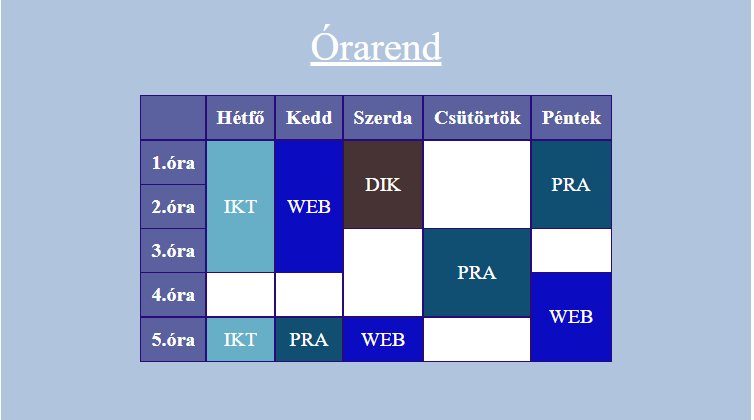 Órarend
Hétfő Kedd Szerda Csütörtök Péntek
1.óra
DIK PRA
2.óra IKT WEB
3.óra
PRA
4.óra
WEB
5.óra IKT PRA WEB